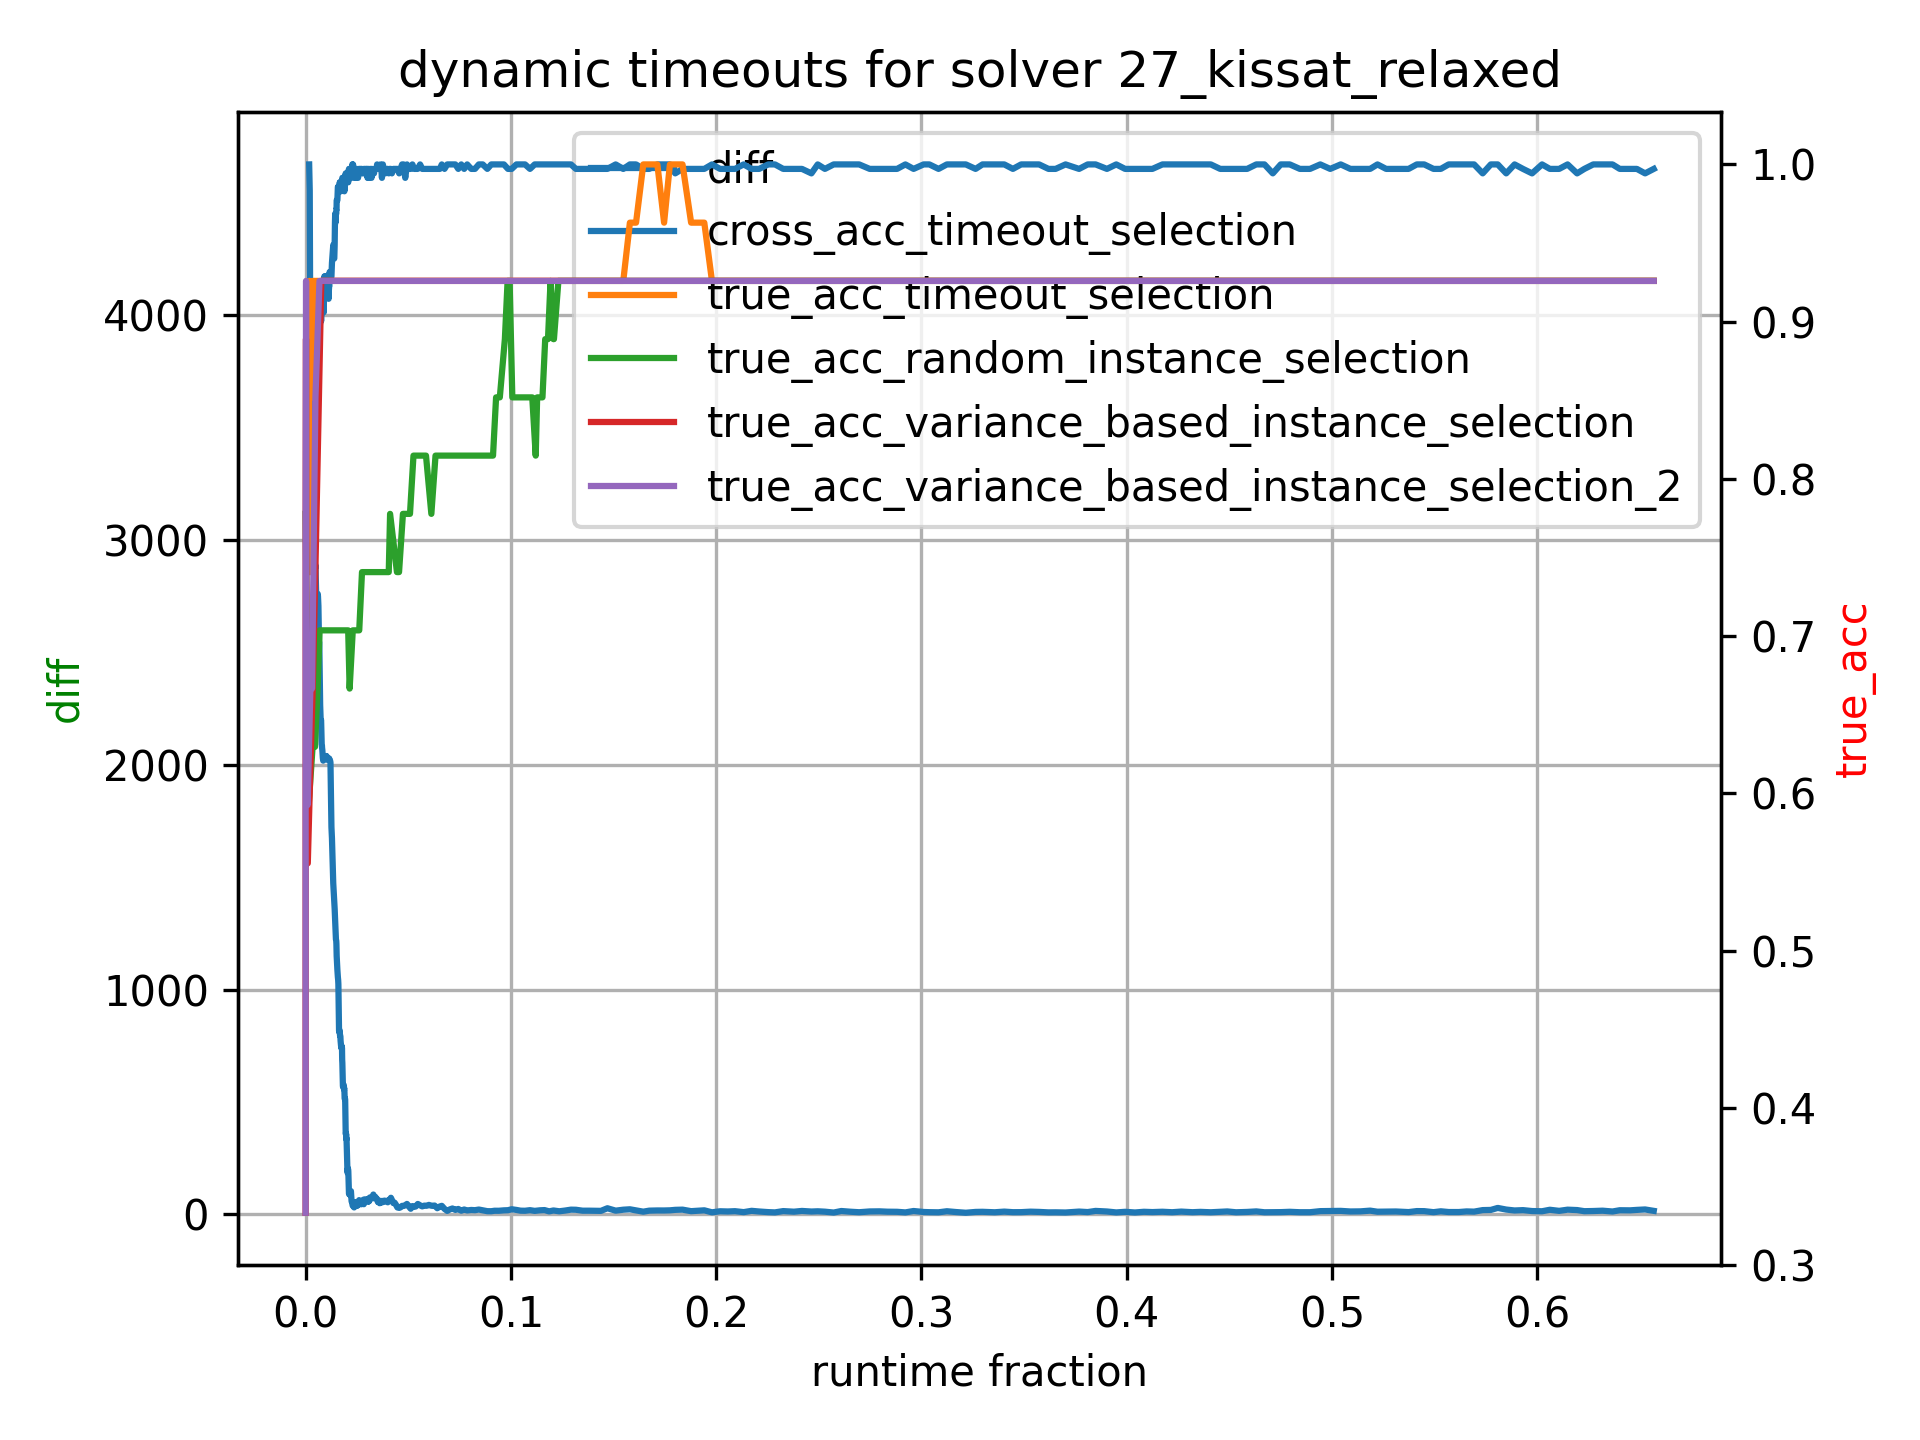 dynamic timeouts for solver 27_kissat_relaxed
diff
cross_acc_timeout_selection
true_acc_timeout_selection
true_acc_random_instance_selection
true_acc_variance_based_instance_selection
true_acc_variance_based_instance_selection_2
4000
3000
2000
1000
0
diff
1.0
0.9
0.8
0.7
0.6
0.5
0.4
0.3
true_acc
0.0 0.1 0.2 0.3 0.4 0.5 0.6
runtime fraction